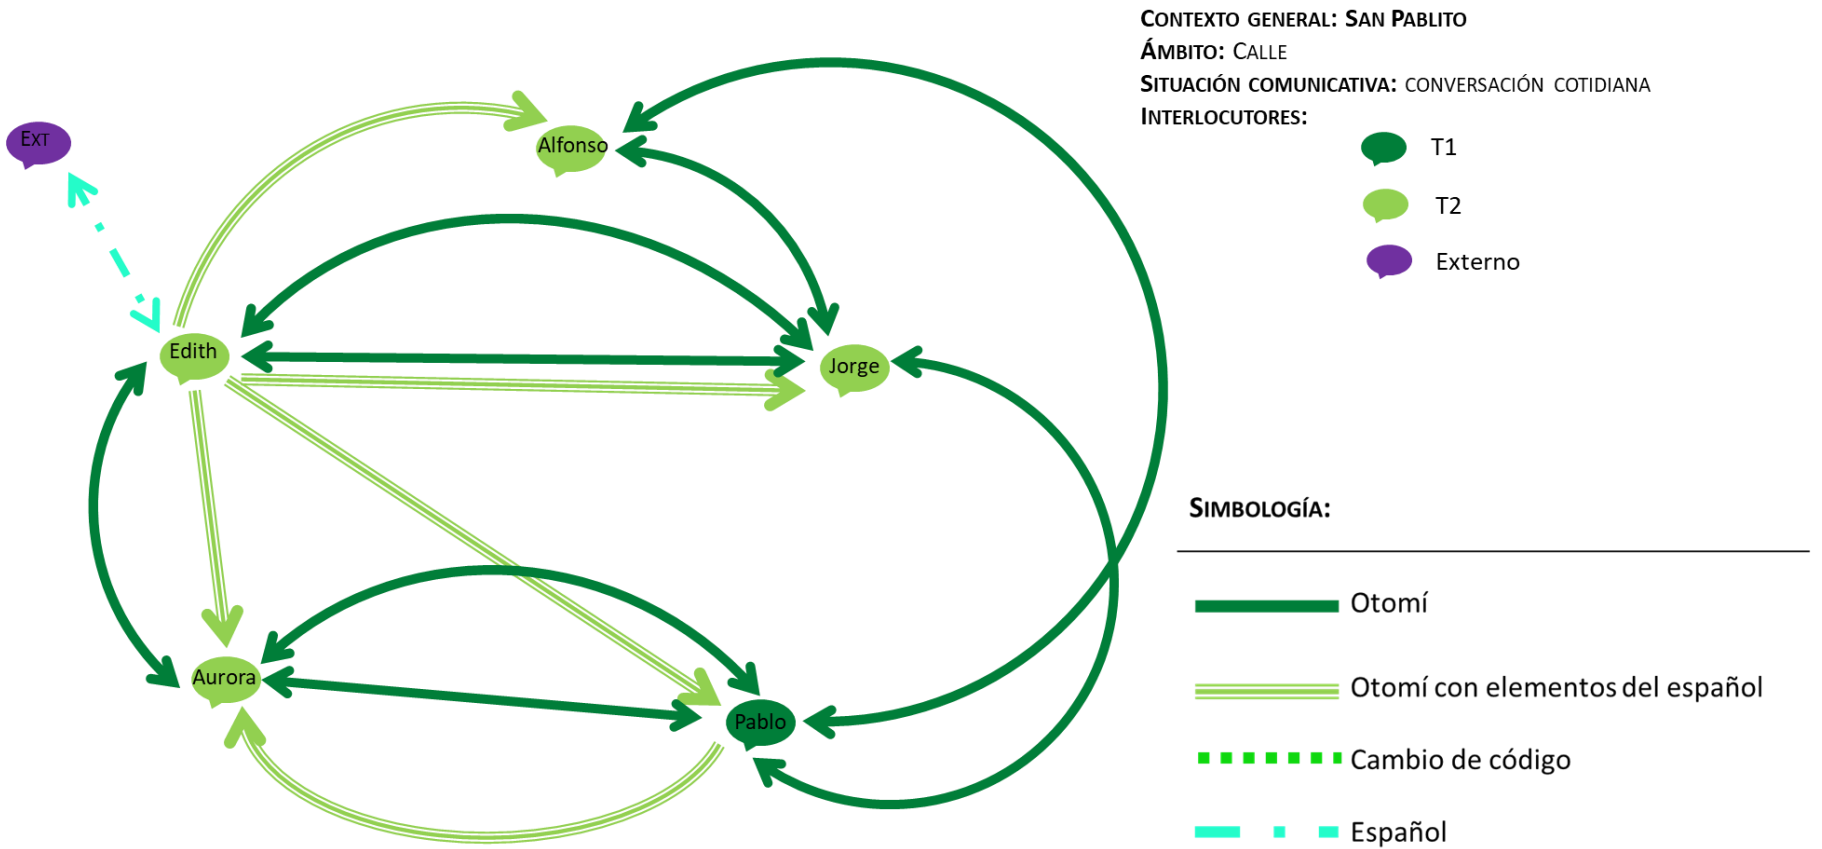 CONTEXTO GENERAL: SAN PABLITO
ÁMBITO: CALLE
SITUACIÓN COMUNICATIVA: CONVERSACIÓN COTIDIANA
INTERLOCUTORES:
T1
T2
Externo
EXT
Alfonso
Edith
Jorge
Aurora
Pablo
SIMBOLOGÍA:
Otomí
Otomí con elementos del español
Cambio de código
Español